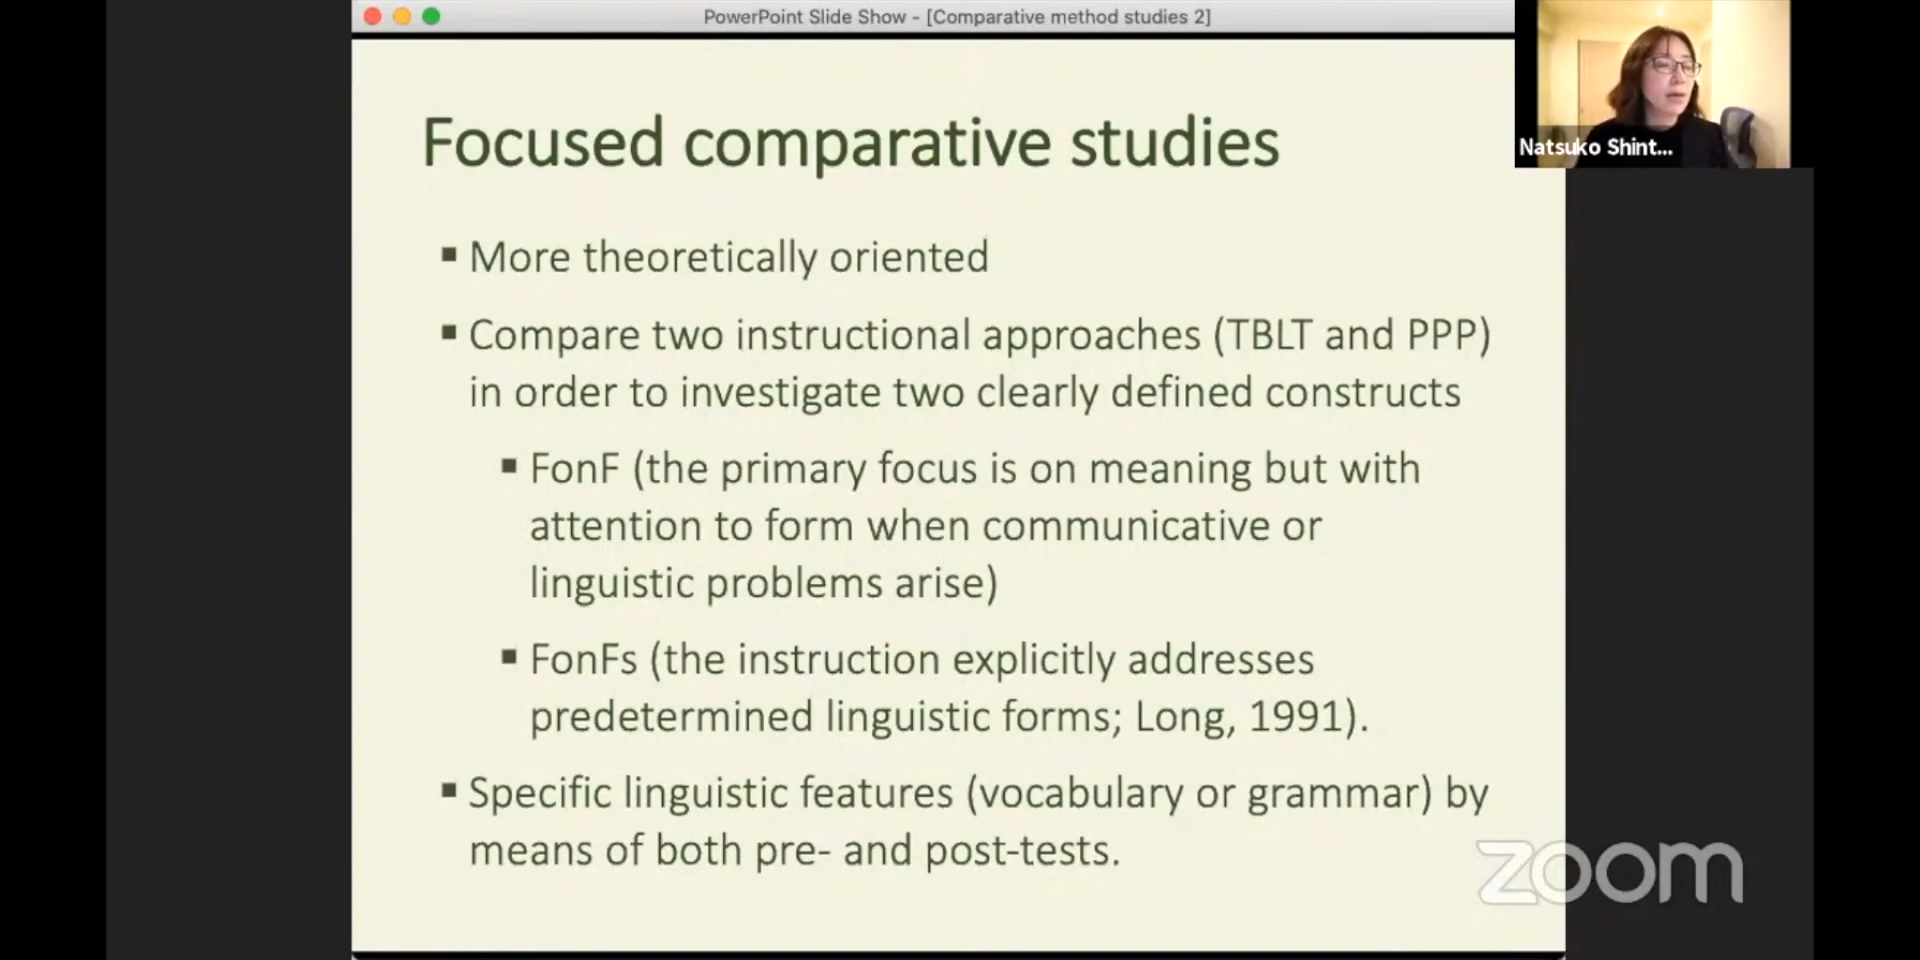 PowerPoint Slide Show - [Comparative method studies 2]
Natsuko Shint...
Focused comparative studies
▪ More theoretically oriented
▪ Compare two instructional approaches (TBLT and PPP)
in order to investigate two clearly defined constructs
▪ FonF (the primary focus is on meaning but with
attention to form when communicative or
linguistic problems arise)
▪ FonFs (the instruction explicitly addresses
predetermined linguistic forms; Long, 1991).
▪ Specific linguistic features (vocabulary or grammar) by
means of both pre- and post-tests.
zoom